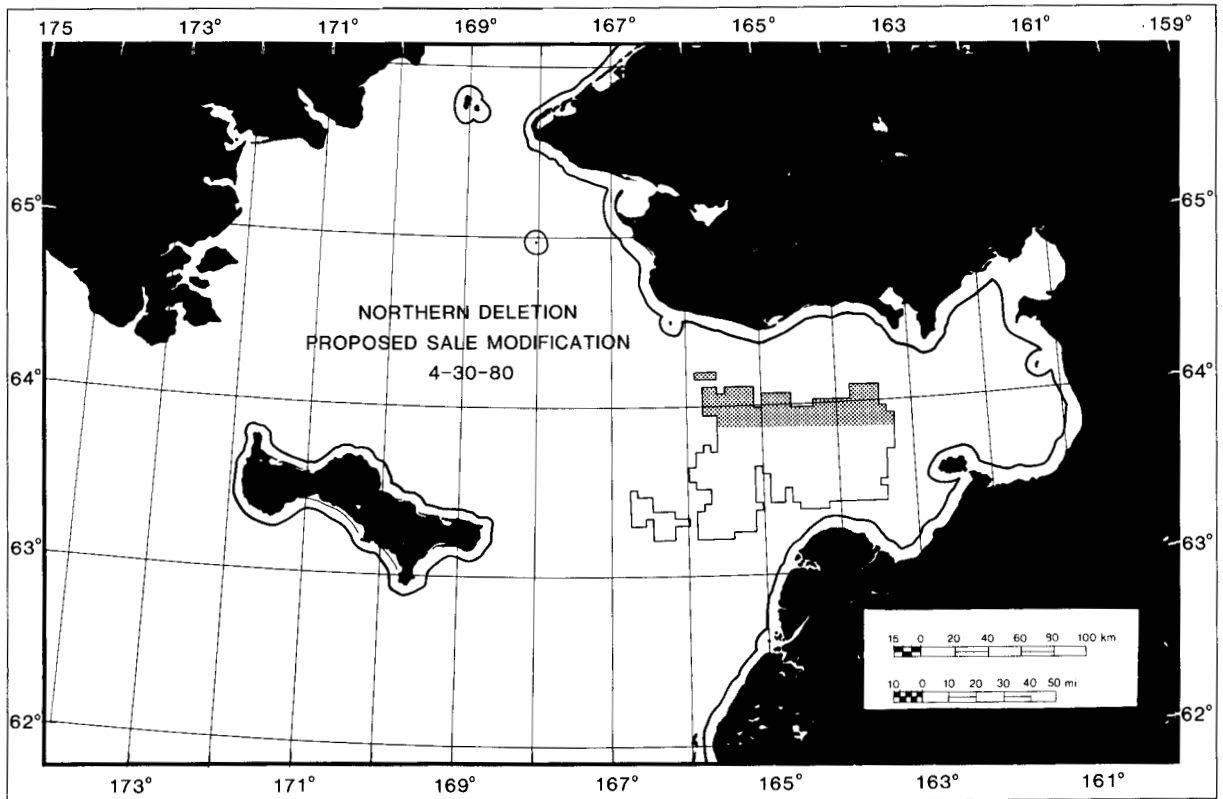 175 173° 171° 169° 167° 165° 163° 161° 159°
65° 65°
NORTHERN DELETION
PROPOSED SALE MODIFICATION
4-30-80
64° 64°
63° 63°
15 0 20 40 60 80 100 km
10 0 10 20 30 40 50 mi
62° 62°
173° 171° 169° 167° 165° 163° 161°